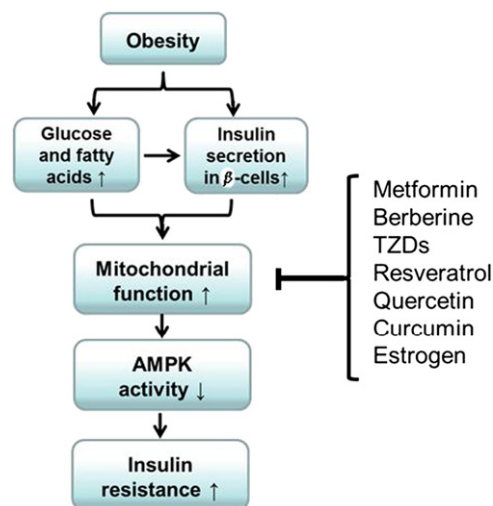 Obesity
Glucose
and fatty
acids ↑
Insulin
secretion
in β-cells↑
Mitochondrial
function ↑
AMPK
activity ↓
Insulin
resistance ↑
Metformin
Berberine
TZDs
Resveratrol
Quercetin
Curcumin
Estrogen